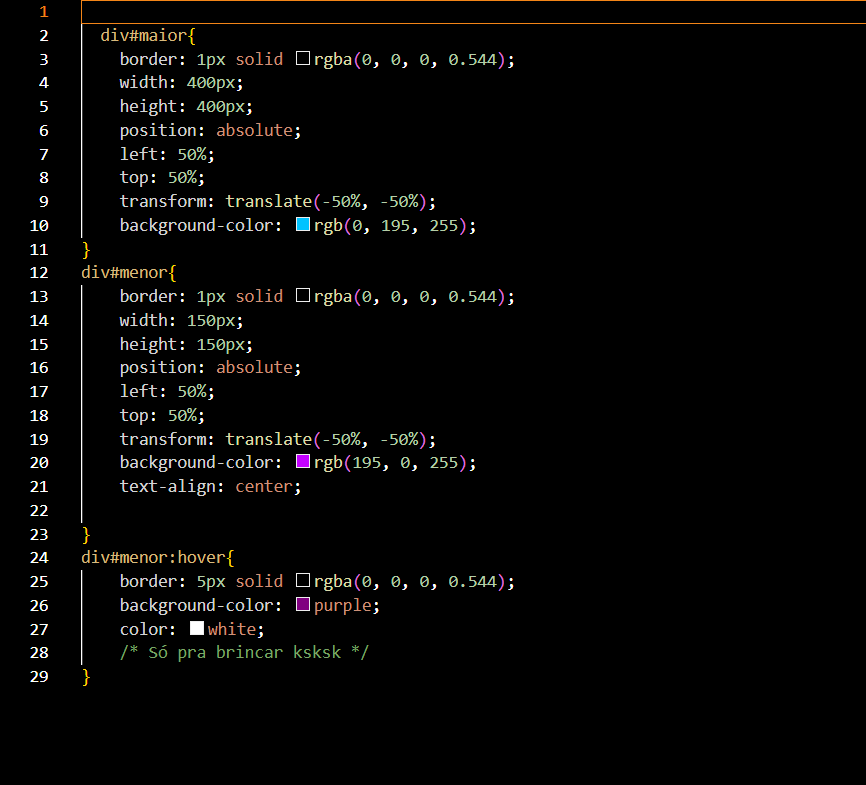 1
2 div#maior{
3 border: 1px solid rgba(0, 0, 0, 0.544);
4 width: 400px;
5 height: 400px;
6 position: absolute;
7 left: 50%;
8 top: 50%;
9 transform: translate(-50%, -50%);
10 background-color: rgb(0, 195, 255);
11 }
12 div#menor{
13 border: 1px solid rgba(0, 0, 0, 0.544);
14 width: 150px;
15 height: 150px;
16 position: absolute;
17 left: 50%;
18 top: 50%;
19 transform: translate(-50%, -50%);
20 background-color: rgb(195, 0, 255);
21 text-align: center;
22
23 }
24 div#menor:hover{
25 border: 5px solid rgba(0, 0, 0, 0.544);
26 background-color: purple;
27 color: white;
28 /* Só pra brincar ksksk */
29 }